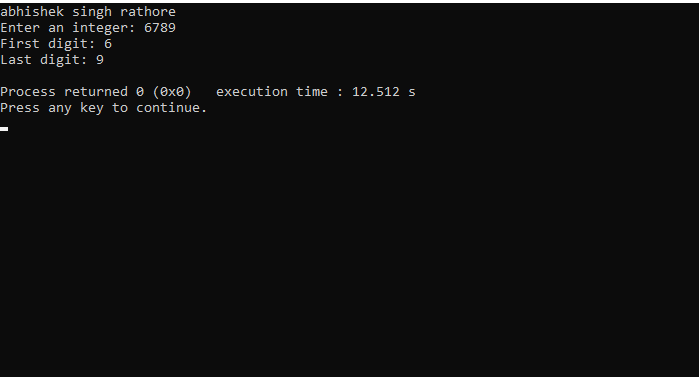 abhishek singh rathore
Enter an integer: 6789
First digit: 6
Last digit: 9
Process returned 0 (0x0)   execution time : 12.512 s
Press any key to continue.